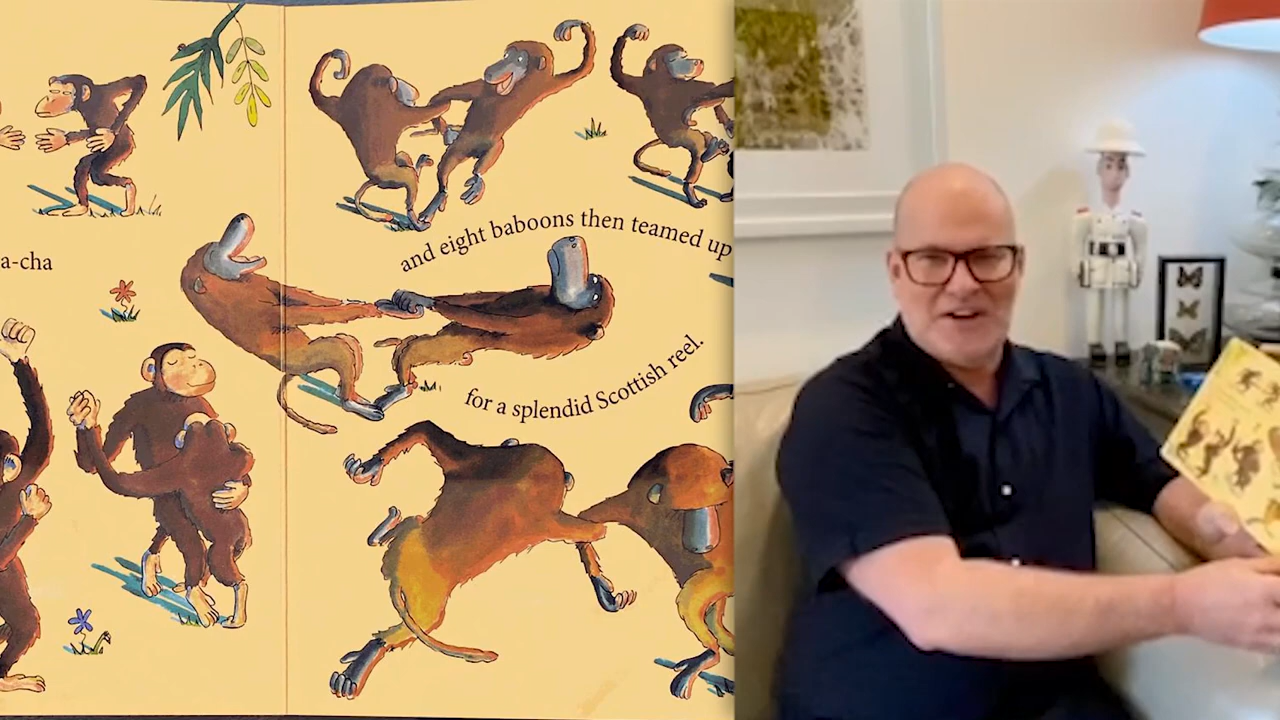 a-cha
and eight baboons then teamed up
for a splendid Scottish reel.